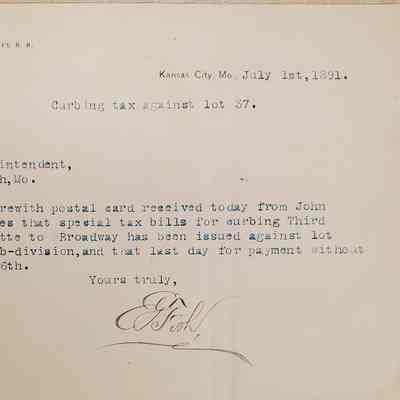 R. R.
Kansas City, Mo., July 1st, 1891.
Curbing tax against lot 37.
intendent,
h, Mo.
rewith postal card received today from John
es that special tax bills for curbing Third
tte to Broadway has been issued against lot
b-division, and that last day for payment without
6th.
Yours truly,